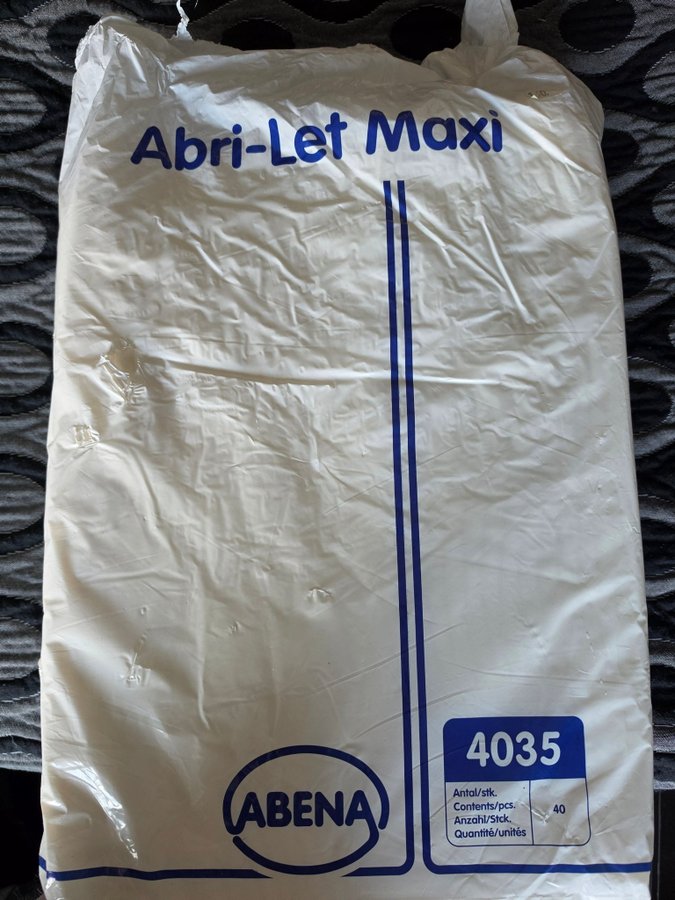 Abri-Let Maxi
ABENA
4035
Antal/stk.
Contents/pcs.
Anzahl/Stck.
Quantité/unités
40